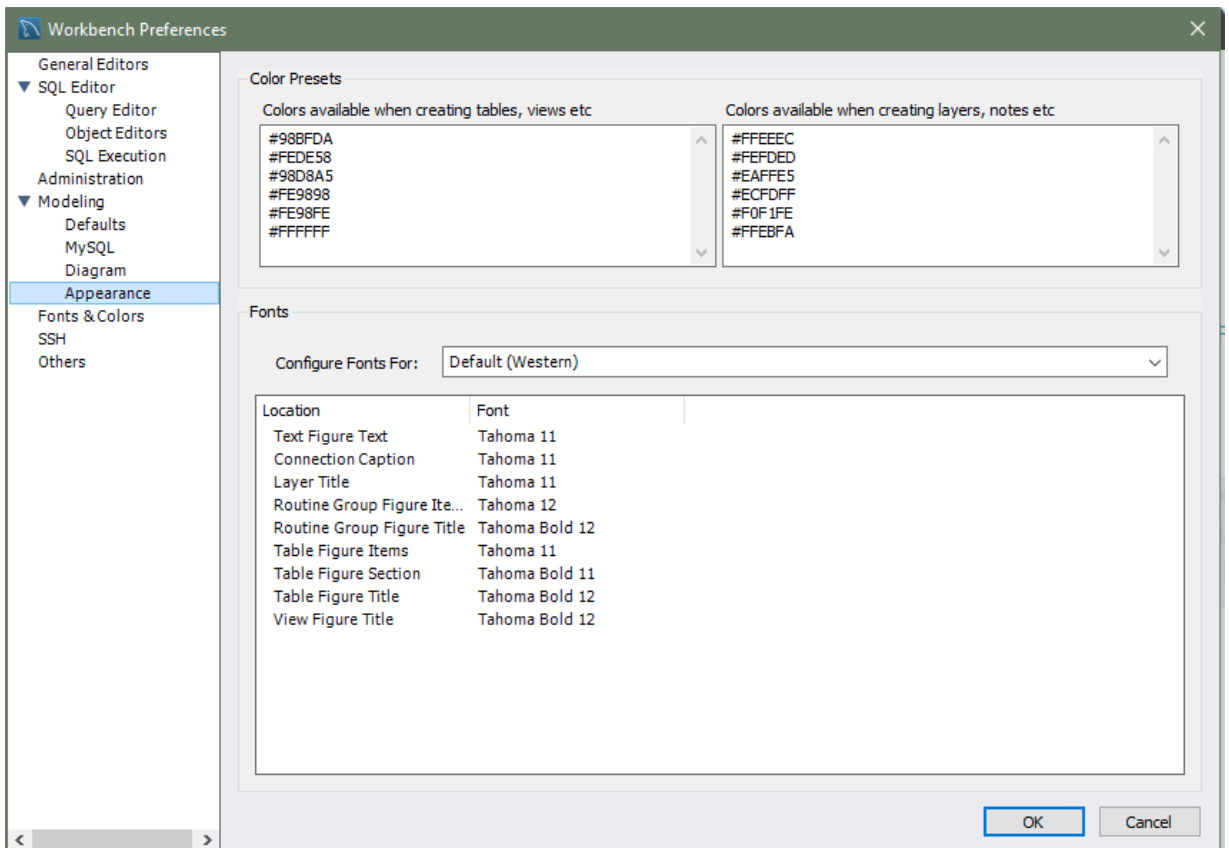 Workbench Preferences
General Editors
SQL Editor
Query Editor
Object Editors
SQL Execution
Administration
Modeling
Defaults
MySQL
Diagram
Appearance
Fonts & Colors
SSH
Others
Color Presets
Colors available when creating tables, views etc
#98BFDA
#FEDE58
#98D8A5
#FE9898
#FE98FE
#FFFFFF
Colors available when creating layers, notes etc
#FFEEEC
#FEFDED
#EAFFE5
#ECFDFF
#F0F1FE
#FFEBFA
Fonts
Configure Fonts For: Default (Western)
Location Font
Text Figure Text Tahoma 11
Connection Caption Tahoma 11
Layer Title Tahoma 11
Routine Group Figure Ite... Tahoma 12
Routine Group Figure Title Tahoma Bold 12
Table Figure Items Tahoma 11
Table Figure Section Tahoma Bold 11
Table Figure Title Tahoma Bold 12
View Figure Title Tahoma Bold 12
OK Cancel